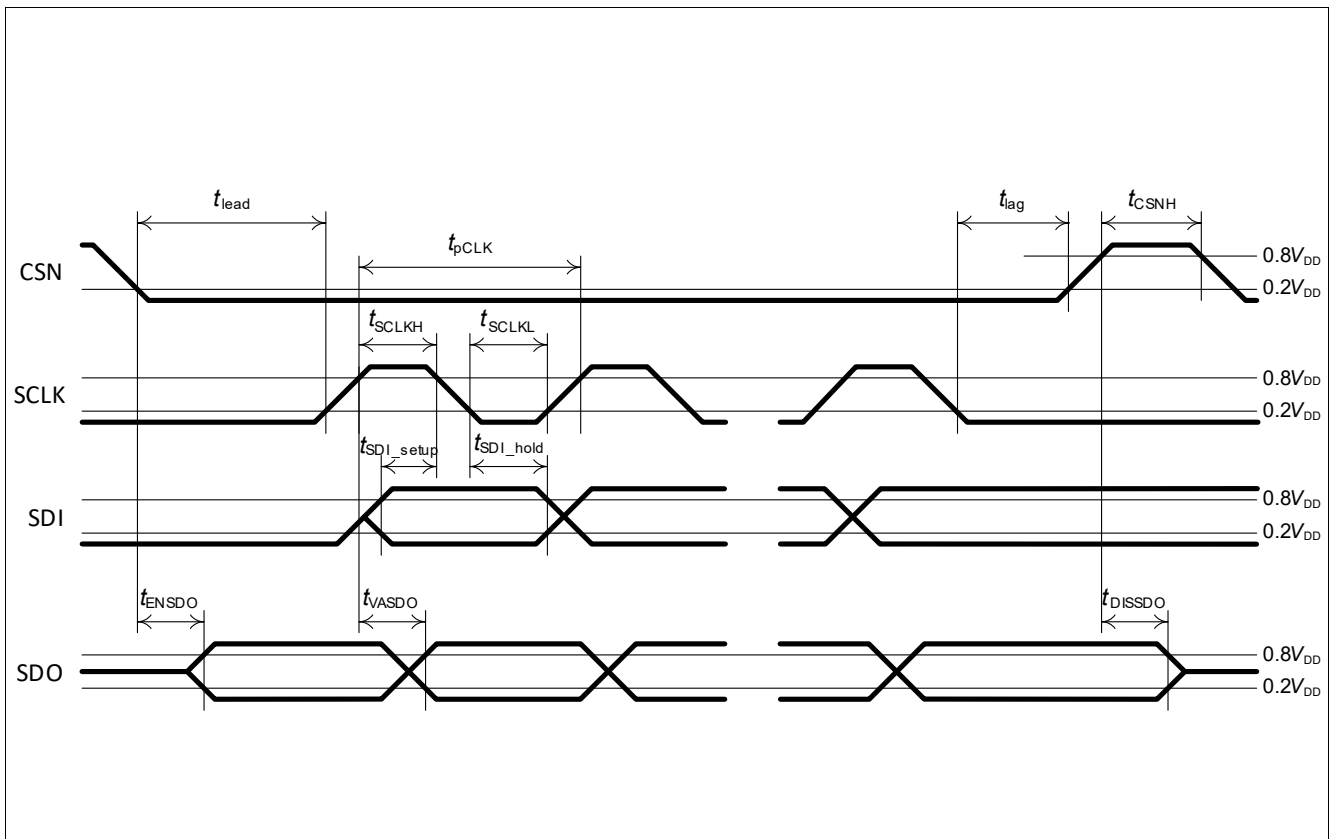 tlead
tlag
tCSNH
tpCLK
CSN
0.8VDD
0.2VDD
tSCLKH
tSCLKL
SCLK
0.8VDD
0.2VDD
tSDI_setup
tSDI_hold
SDI
0.8VDD
0.2VDD
tENSDO
tVASDO
tDISSDO
SDO
0.8VDD
0.2VDD